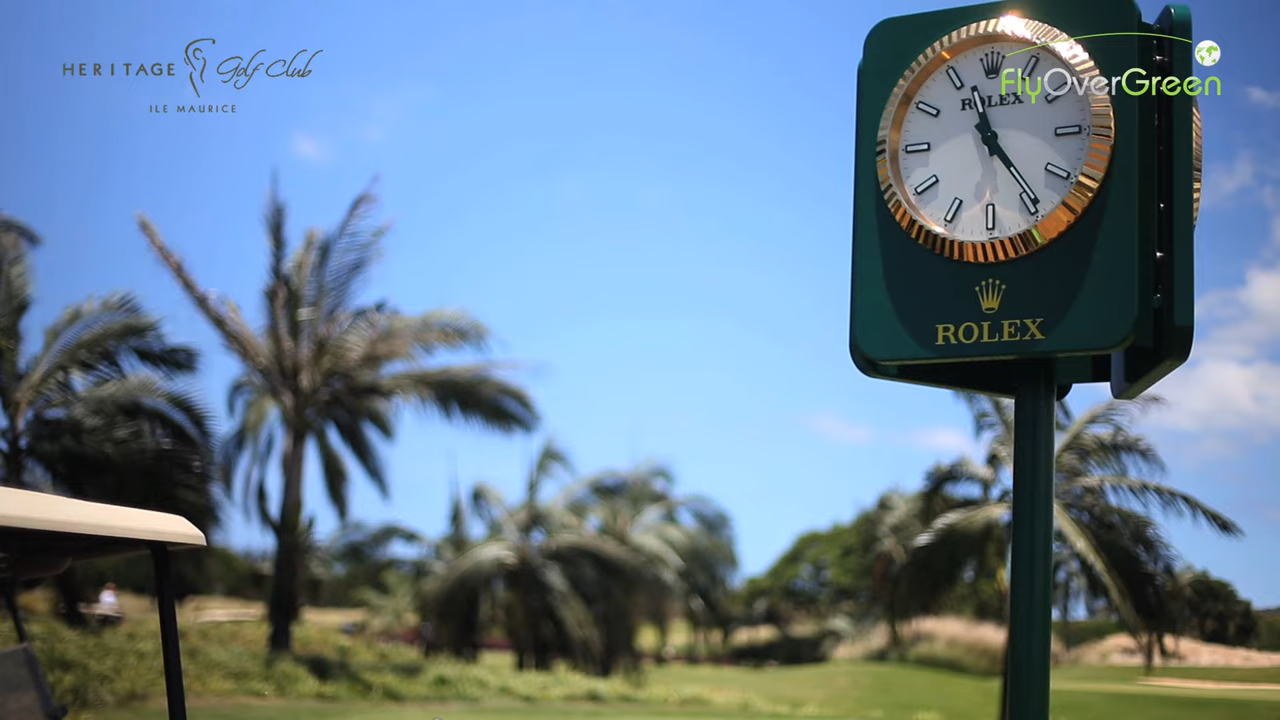 HERITAGE Golf Club
ILE MAURICE
FlyOverGreen
ROLEX
ROLEX